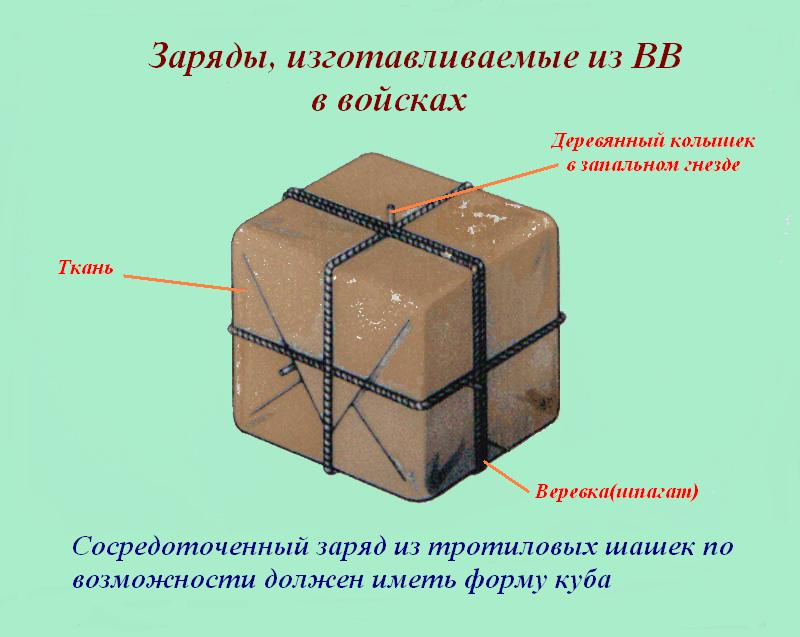 Заряды, изготавливаемые из ВВ
в войсках
Деревянный колышек
в запальном гнезде
Ткань
Веревка(шпагат)
Сосредоточенный заряд из тротиловых шашек по
возможности должен иметь форму куба